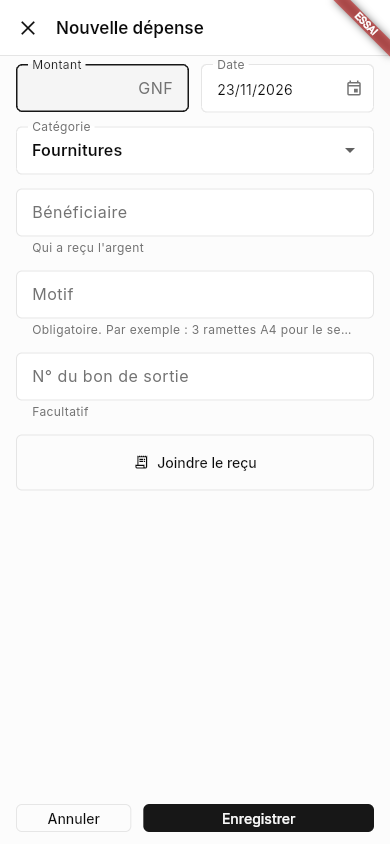 Nouvelle dépense
ESSAI
Montant
GNF
Date
23/11/2026
Catégorie
Fournitures
Bénéficiaire
Qui a reçu l'argent
Motif
Obligatoire. Par exemple : 3 ramettes A4 pour le se...
N° du bon de sortie
Facultatif
Joindre le reçu
Annuler
Enregistrer